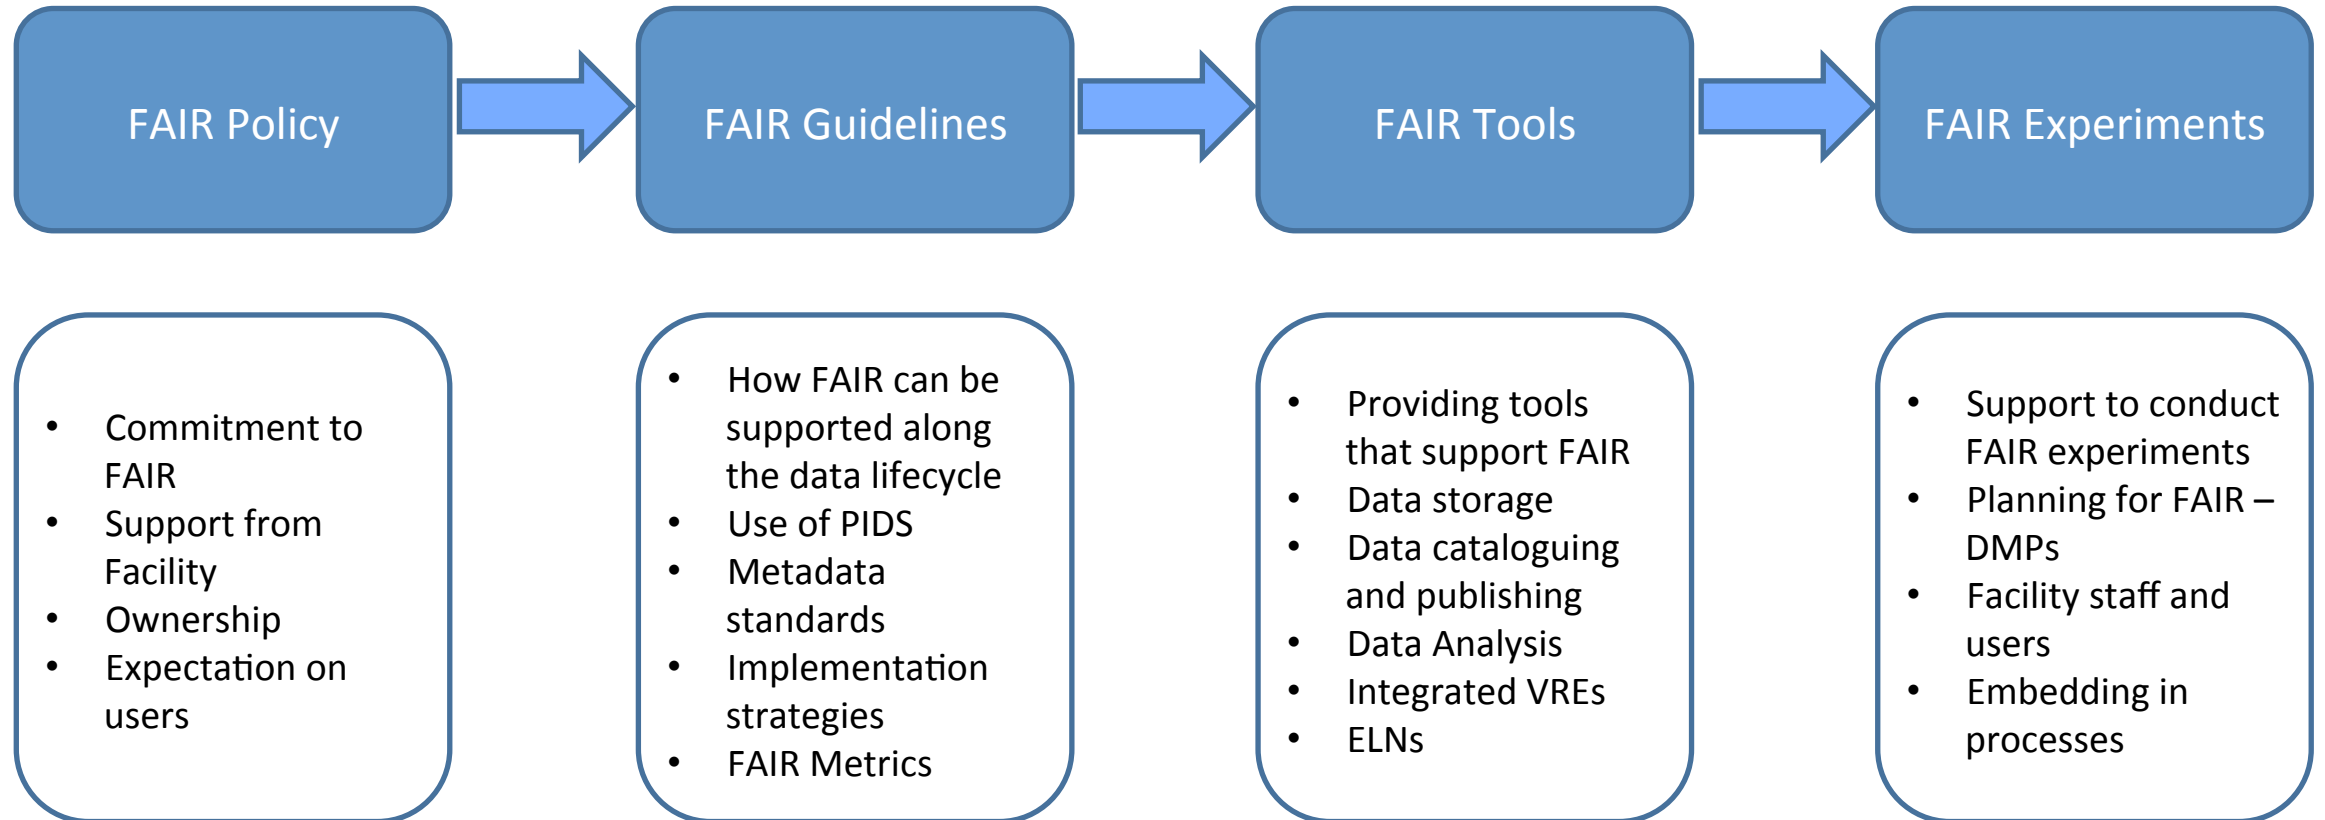 FAIR Policy
FAIR Guidelines
FAIR Tools
FAIR Experiments
• Commitment to
FAIR
• Support from
Facility
• Ownership
• Expectation on
users
• How FAIR can be
supported along
the data lifecycle
• Use of PIDS
• Metadata
standards
• Implementation
strategies
• FAIR Metrics
• Providing tools
that support FAIR
• Data storage
• Data cataloguing
and publishing
• Data Analysis
• Integrated VREs
• ELNs
• Support to conduct
FAIR experiments
• Planning for FAIR –
DMPs
• Facility staff and
users
• Embedding in
processes